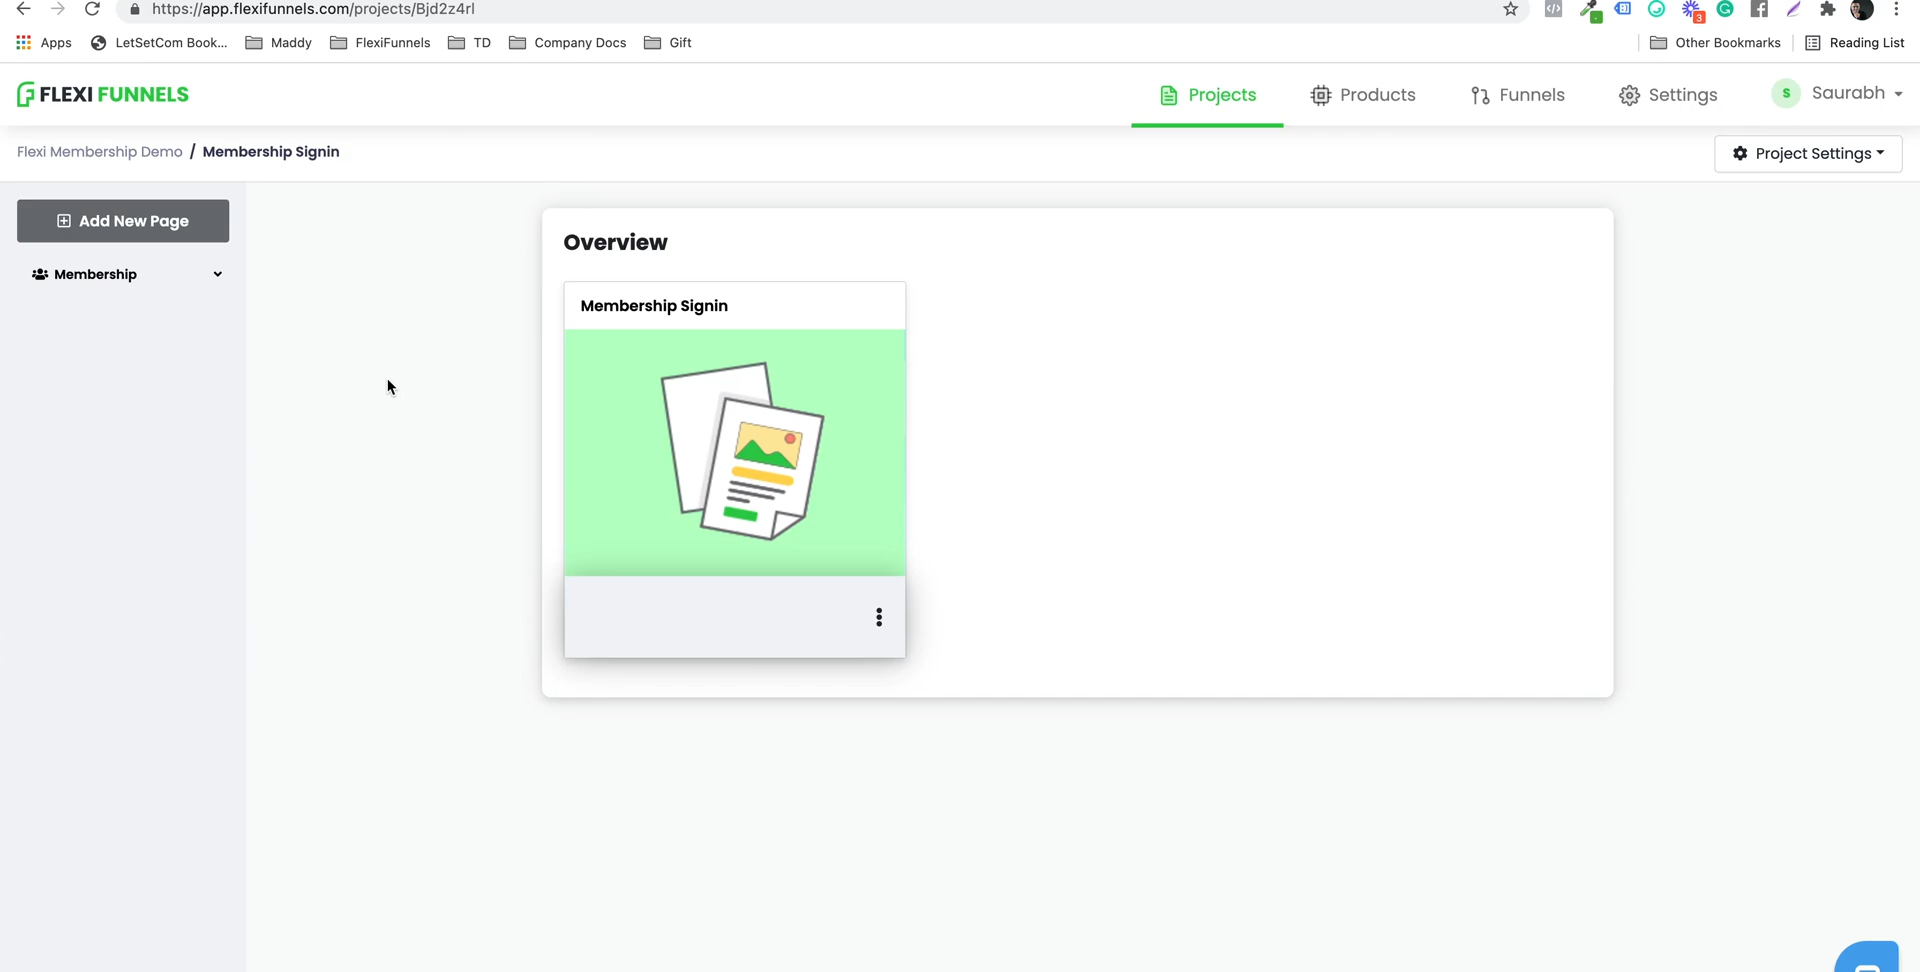 https://app.flexifunnels.com/projects/Bjd2z4rl
3
Apps LetSetCom Book... Maddy FlexiFunnels TD Company Docs Gift Other Bookmarks Reading List
FLEXI FUNNELS Projects Products Funnels Settings S Saurabh
Flexi Membership Demo / Membership Signin Project Settings
Add New Page
Membership
Overview
Membership Signin